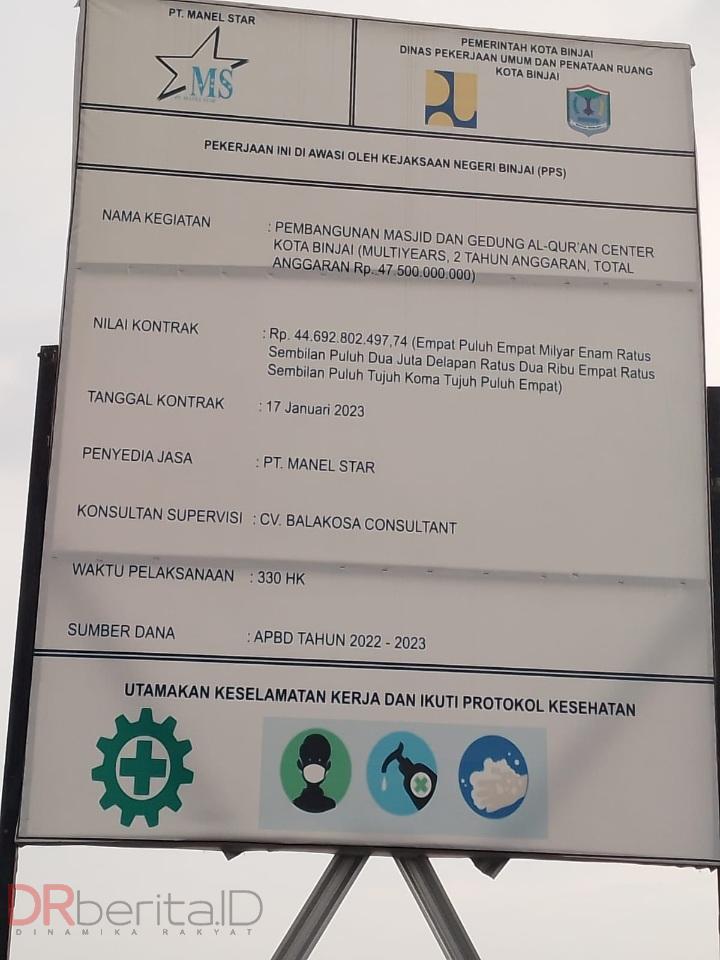 PT. MANEL STAR
MS
PT. MANEL STAR
PEMERINTAH KOTA BINJAI
DINAS PEKERJAAN UMUM DAN PENATAAN RUANG
KOTA BINJAI
PEKERJAAN INI DI AWASI OLEH KEJAKSAAN NEGERI BINJAI (PPS)
NAMA KEGIATAN : PEMBANGUNAN MASJID DAN GEDUNG AL-QUR'AN CENTER
KOTA BINJAI (MULTIYEARS, 2 TAHUN ANGGARAN, TOTAL
ANGGARAN Rp. 47.500.000.000)
NILAI KONTRAK : Rp. 44.692.802.497,74 (Empat Puluh Empat Milyar Enam Ratus
Sembilan Puluh Dua Juta Delapan Ratus Dua Ribu Empat Ratus
Sembilan Puluh Tujuh Koma Tujuh Puluh Empat)
TANGGAL KONTRAK : 17 Januari 2023
PENYEDIA JASA : PT. MANEL STAR
KONSULTAN SUPERVISI : CV. BALAKOSA CONSULTANT
WAKTU PELAKSANAAN : 330 HK
SUMBER DANA : APBD TAHUN 2022 - 2023
UTAMAKAN KESELAMATAN KERJA DAN IKUTI PROTOKOL KESEHATAN
DRberita.ID
DINAMIKA RAKYAT